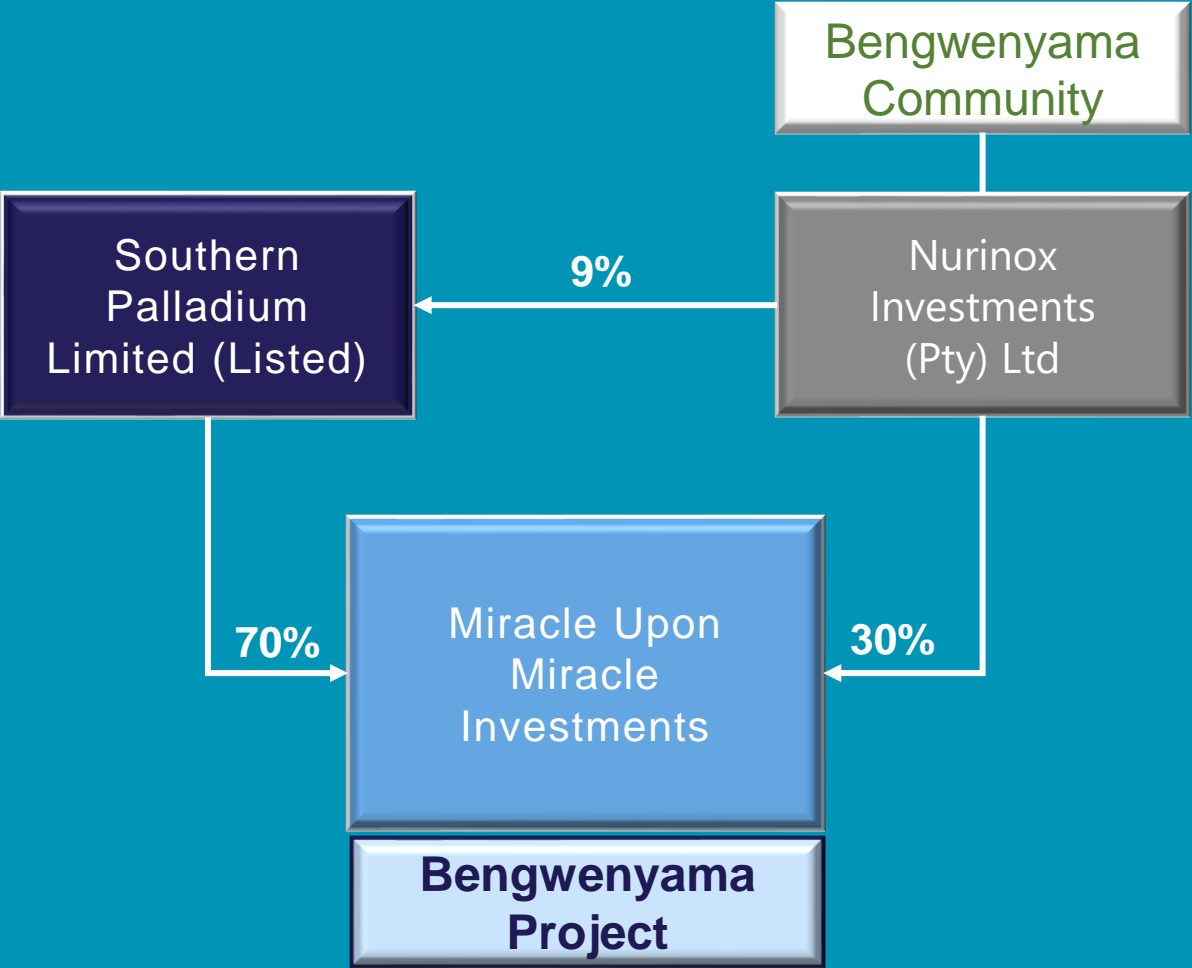 Bengwenyama
Community
Southern
Palladium
Limited (Listed)
9%
Nurinox
Investments
(Pty) Ltd
70%
Miracle Upon
Miracle
Investments
30%
Bengwenyama
Project